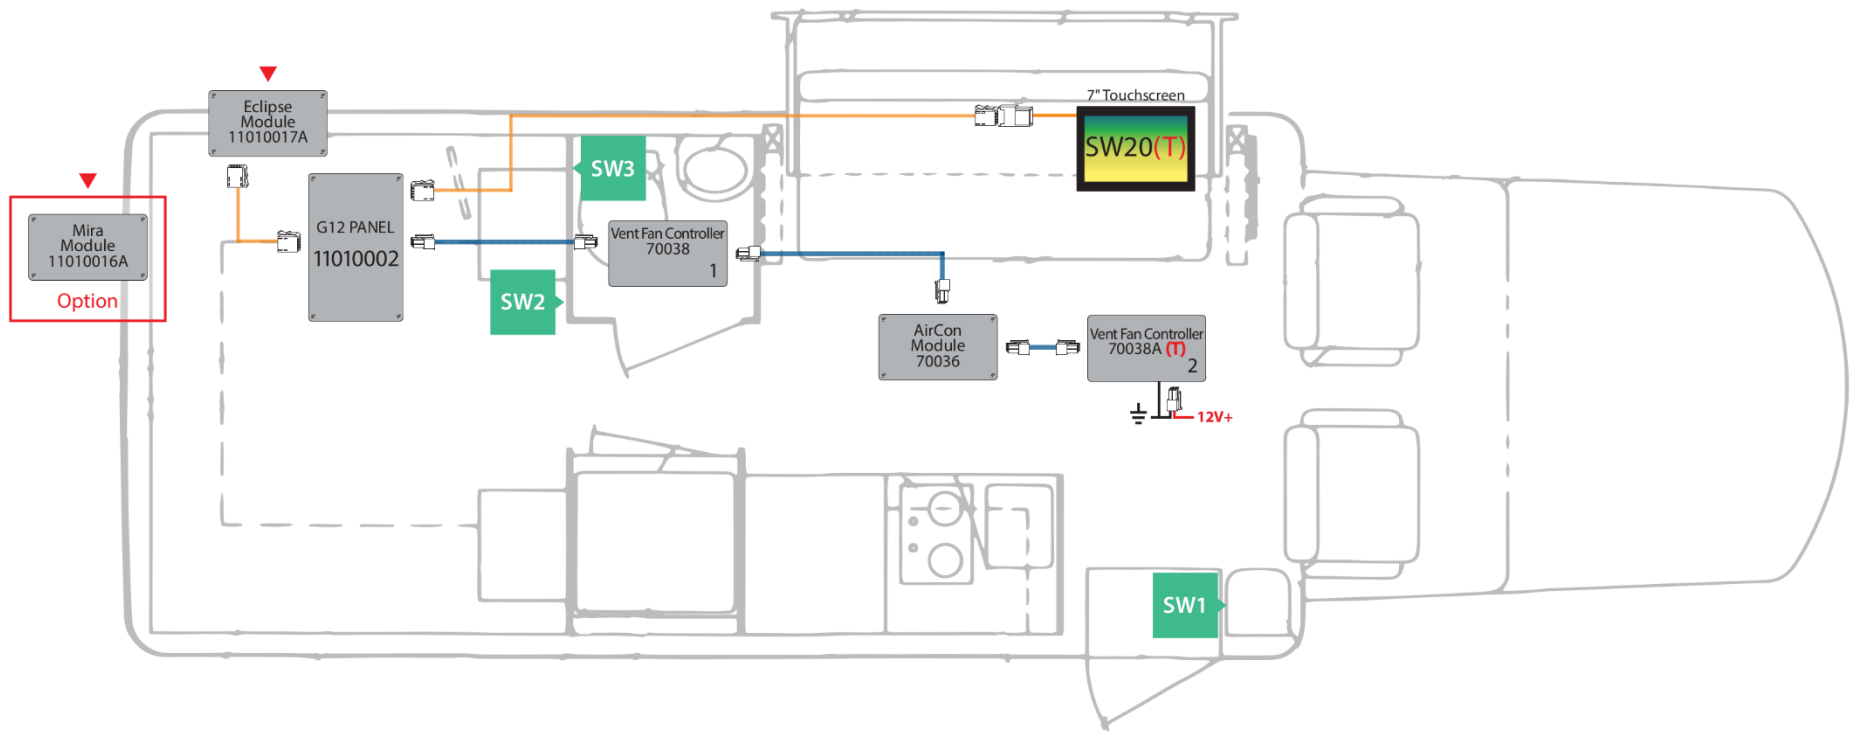 7" Touchscreen
SW20(T)
Eclipse
Module
11010017A
Mira
Module
11010016A
Option
G12 PANEL
11010002
SW3
SW2
Vent Fan Controller
70038
1
AirCon
Module
70036
Vent Fan Controller
70038A (T)
2
12V+
SW1